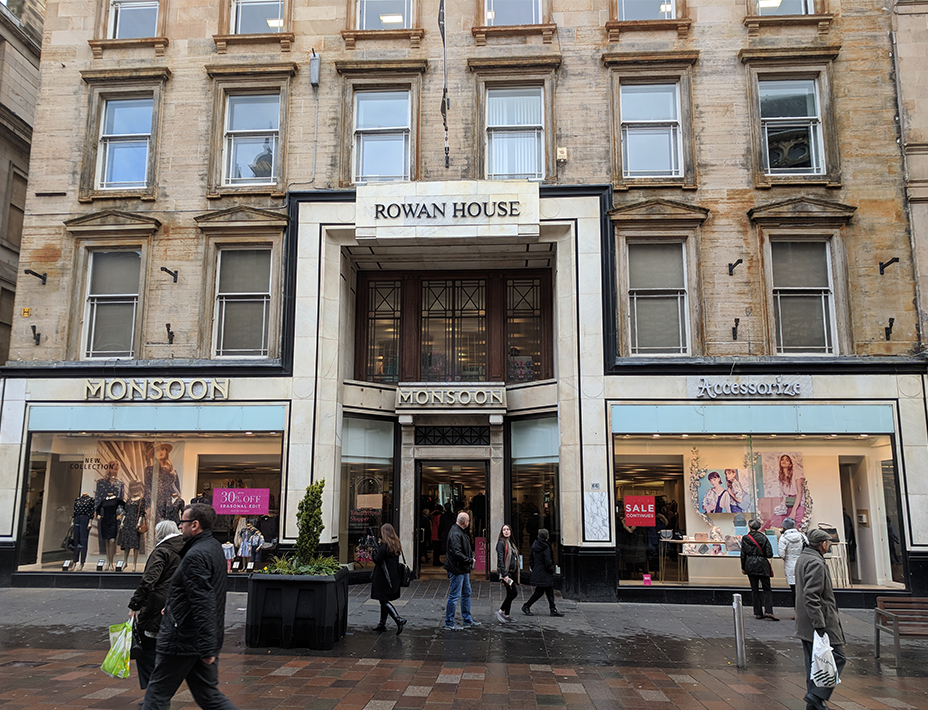 ROWAN HOUSE
MONSOON
MONSOON
Accessorize
NEW
COLLECTION
30% OFF
SEASONAL EDIT
SALE
CONTINUES